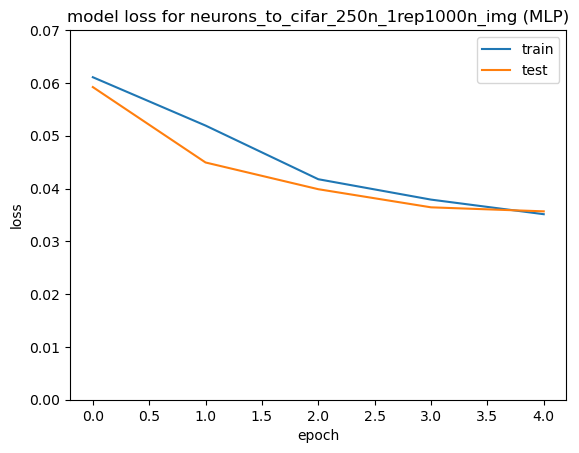 model loss for neurons_to_cifar_250n_1rep1000n_img (MLP)
train
test
0.07
0.06
0.05
0.04
0.03
0.02
0.01
0.00
loss
0.0 0.5 1.0 1.5 2.0 2.5 3.0 3.5 4.0
epoch